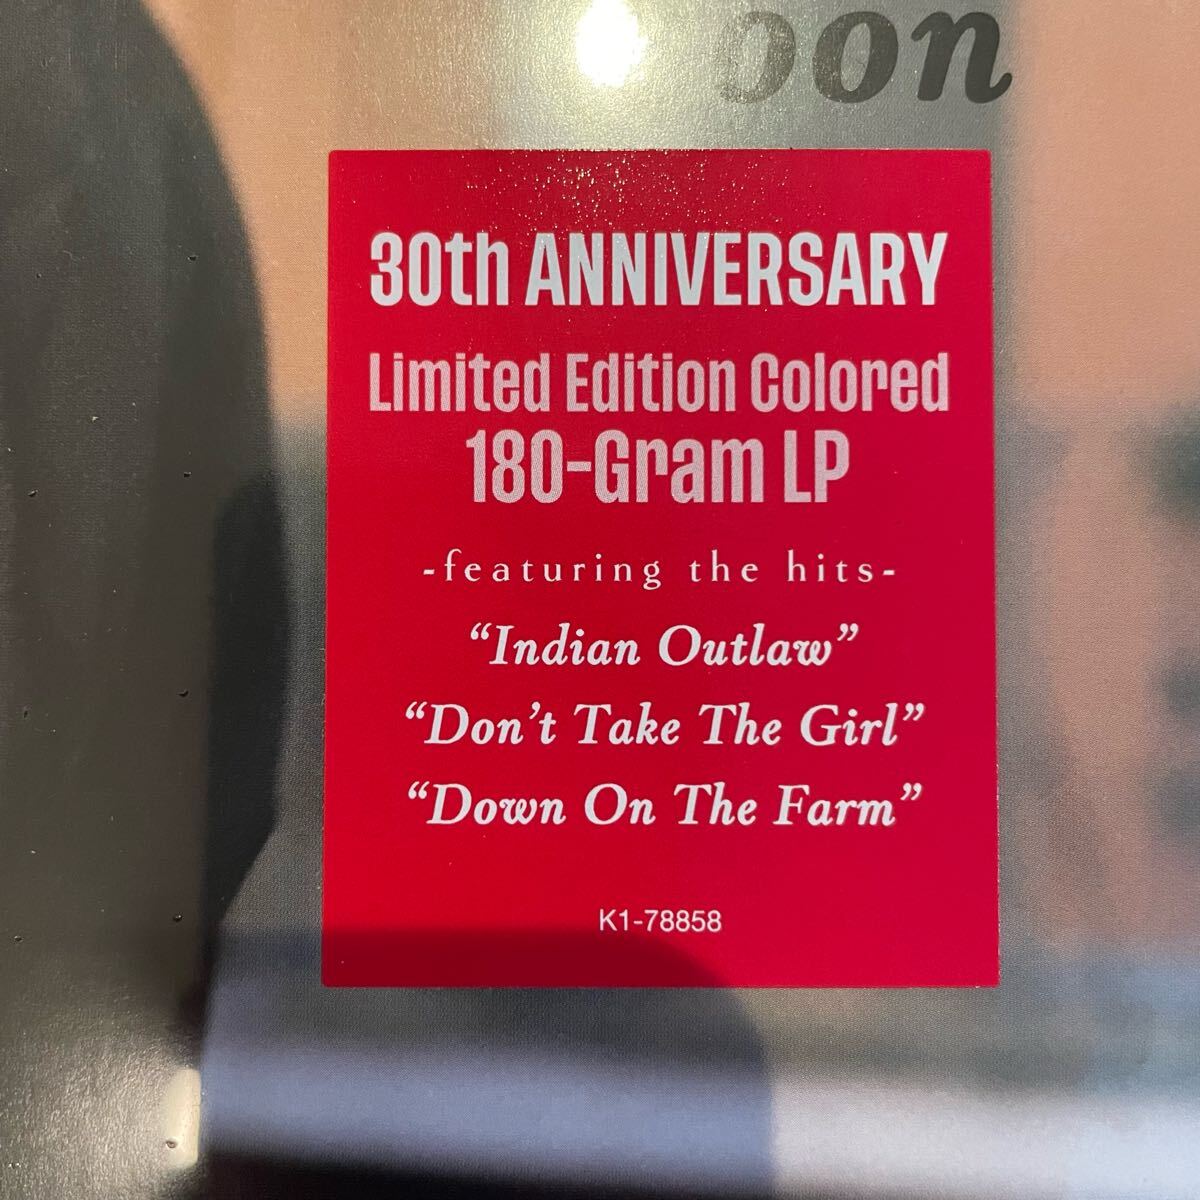 30th ANNIVERSARY
Limited Edition Colored
180-Gram LP
-featuring the hits-
“Indian Outlaw”
“Don’t Take The Girl”
“Down On The Farm”
K1-78858